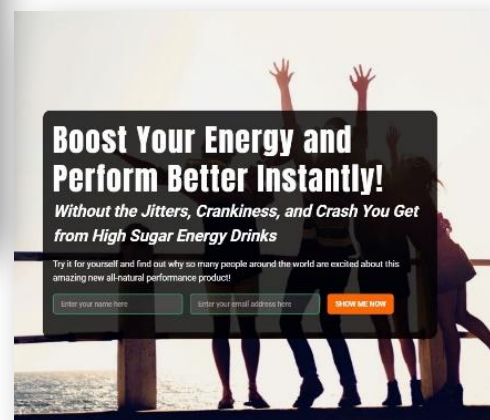 Boost Your Energy and
Perform Better Instantly!
Without the Jitters, Crankiness, and Crash You Get
from High Sugar Energy Drinks
Try it for yourself and find out why so many people around the world are excited about this
amazing new all-natural performance product!
Enter your name here Enter your email address here SHOW ME NOW